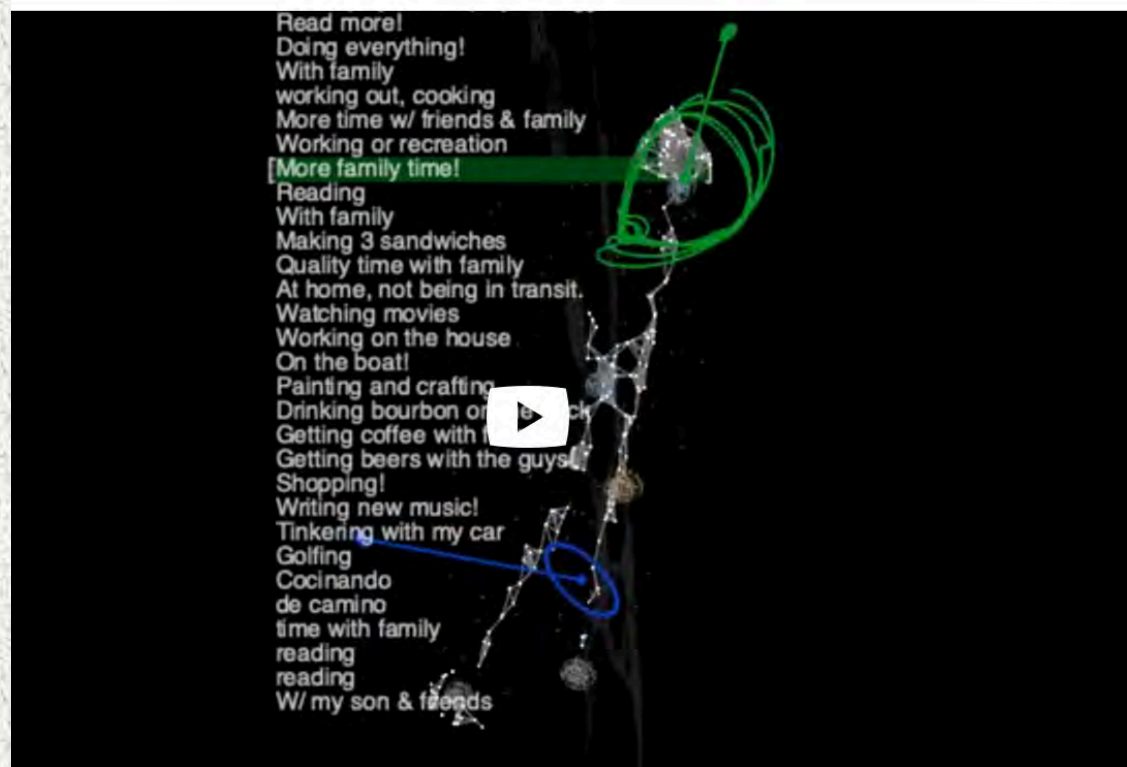 Read more!
Doing everything!
With family
working out, cooking
More time w/ friends & family
Working or recreation
[More family time!
Reading
With family
Making 3 sandwiches
Quality time with family
At home, not being in transit.
Watching movies
Working on the house
On the boat!
Painting and crafting
Drinking bourbon
Getting coffee with
Getting beers with the guys!
Shopping!
Writing new music!
Tinkering with my car
Golfing
Cocinando
de camino
time with family
reading
reading
W/ my son & friends